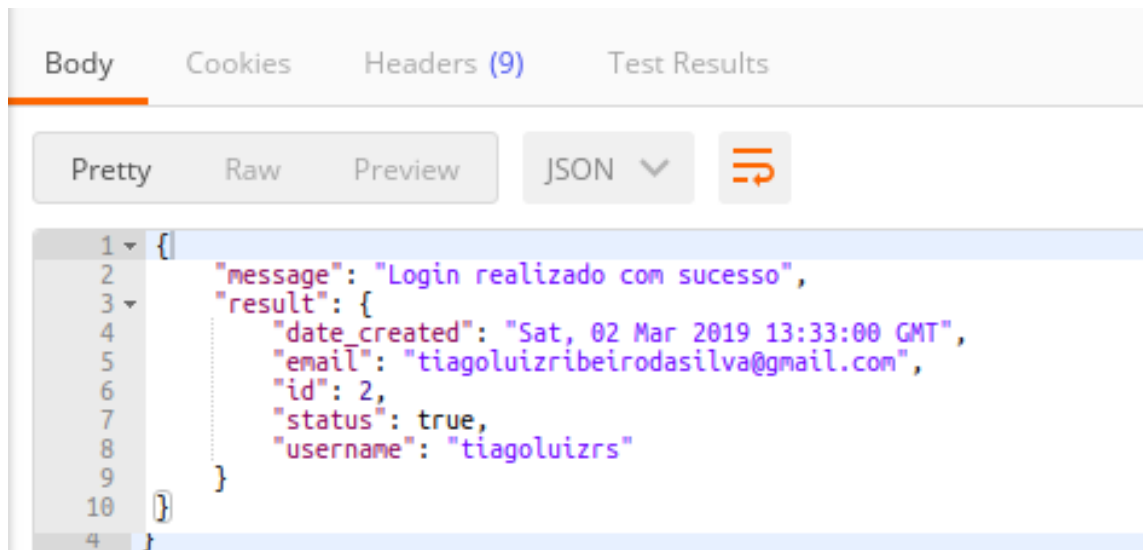 Body Cookies Headers (9) Test Results
Pretty Raw Preview JSON
1 {
2 "message": "Login realizado com sucesso",
3 "result": {
4 "date_created": "Sat, 02 Mar 2019 13:33:00 GMT",
5 "email": "tiagoluizribeirodasilva@gmail.com",
6 "id": 2,
7 "status": true,
8 "username": "tiagoluizrs"
9 }
10 }
4 }